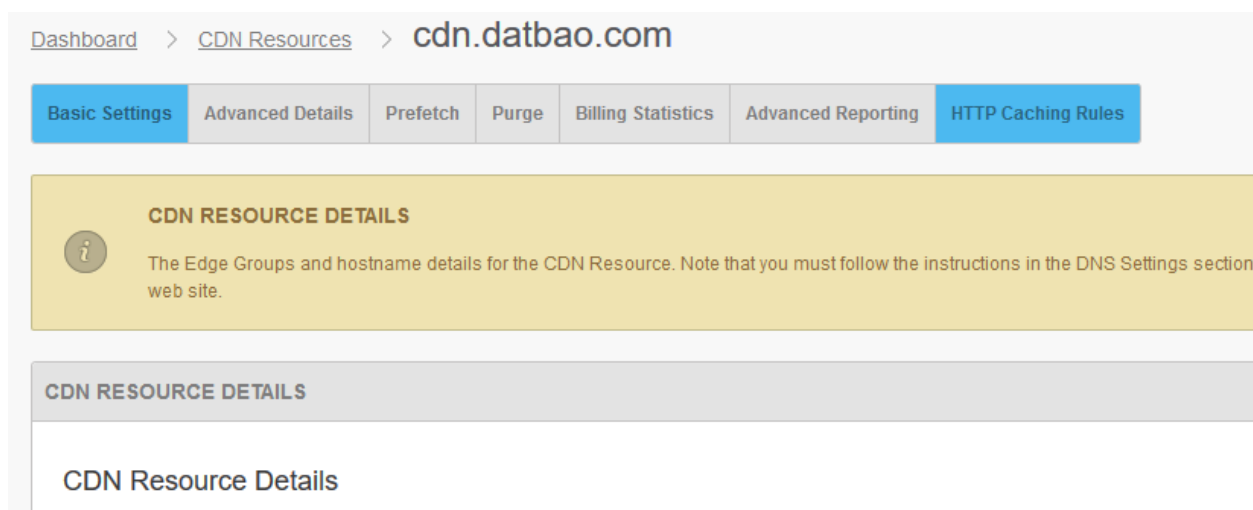 Dashboard > CDN Resources > cdn.datbao.com
Basic Settings Advanced Details Prefetch Purge Billing Statistics Advanced Reporting HTTP Caching Rules
CDN RESOURCE DETAILS
i
The Edge Groups and hostname details for the CDN Resource. Note that you must follow the instructions in the DNS Settings section
web site.
CDN RESOURCE DETAILS
CDN Resource Details